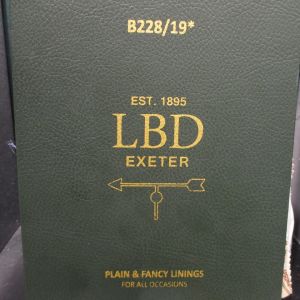 B228/19*
EST. 1895
LBD
EXETER
PLAIN & FANCY LININGS
FOR ALL OCCASIONS